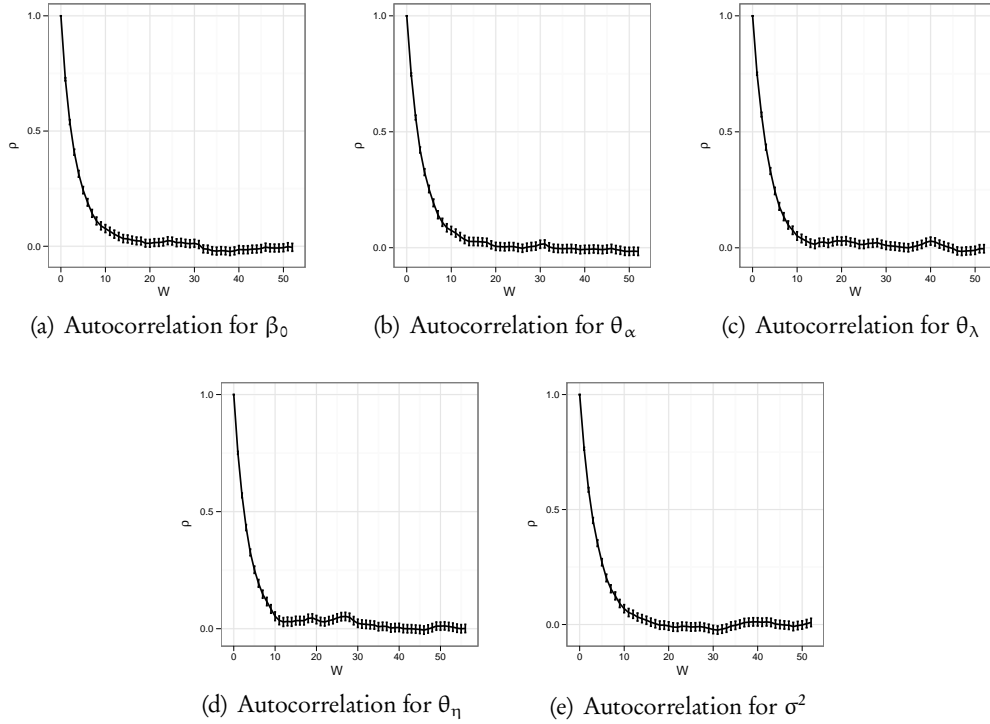 1.0
0.5
0.0
ρ
0 10 20 30 40 50
W
(a) Autocorrelation for β₀
1.0
0.5
0.0
ρ
0 10 20 30 40 50
W
(b) Autocorrelation for θ_α
1.0
0.5
0.0
ρ
0 10 20 30 40 50
W
(c) Autocorrelation for θ_λ
1.0
0.5
0.0
ρ
0 10 20 30 40 50
W
(d) Autocorrelation for θ_η
1.0
0.5
0.0
ρ
0 10 20 30 40 50
W
(e) Autocorrelation for σ²